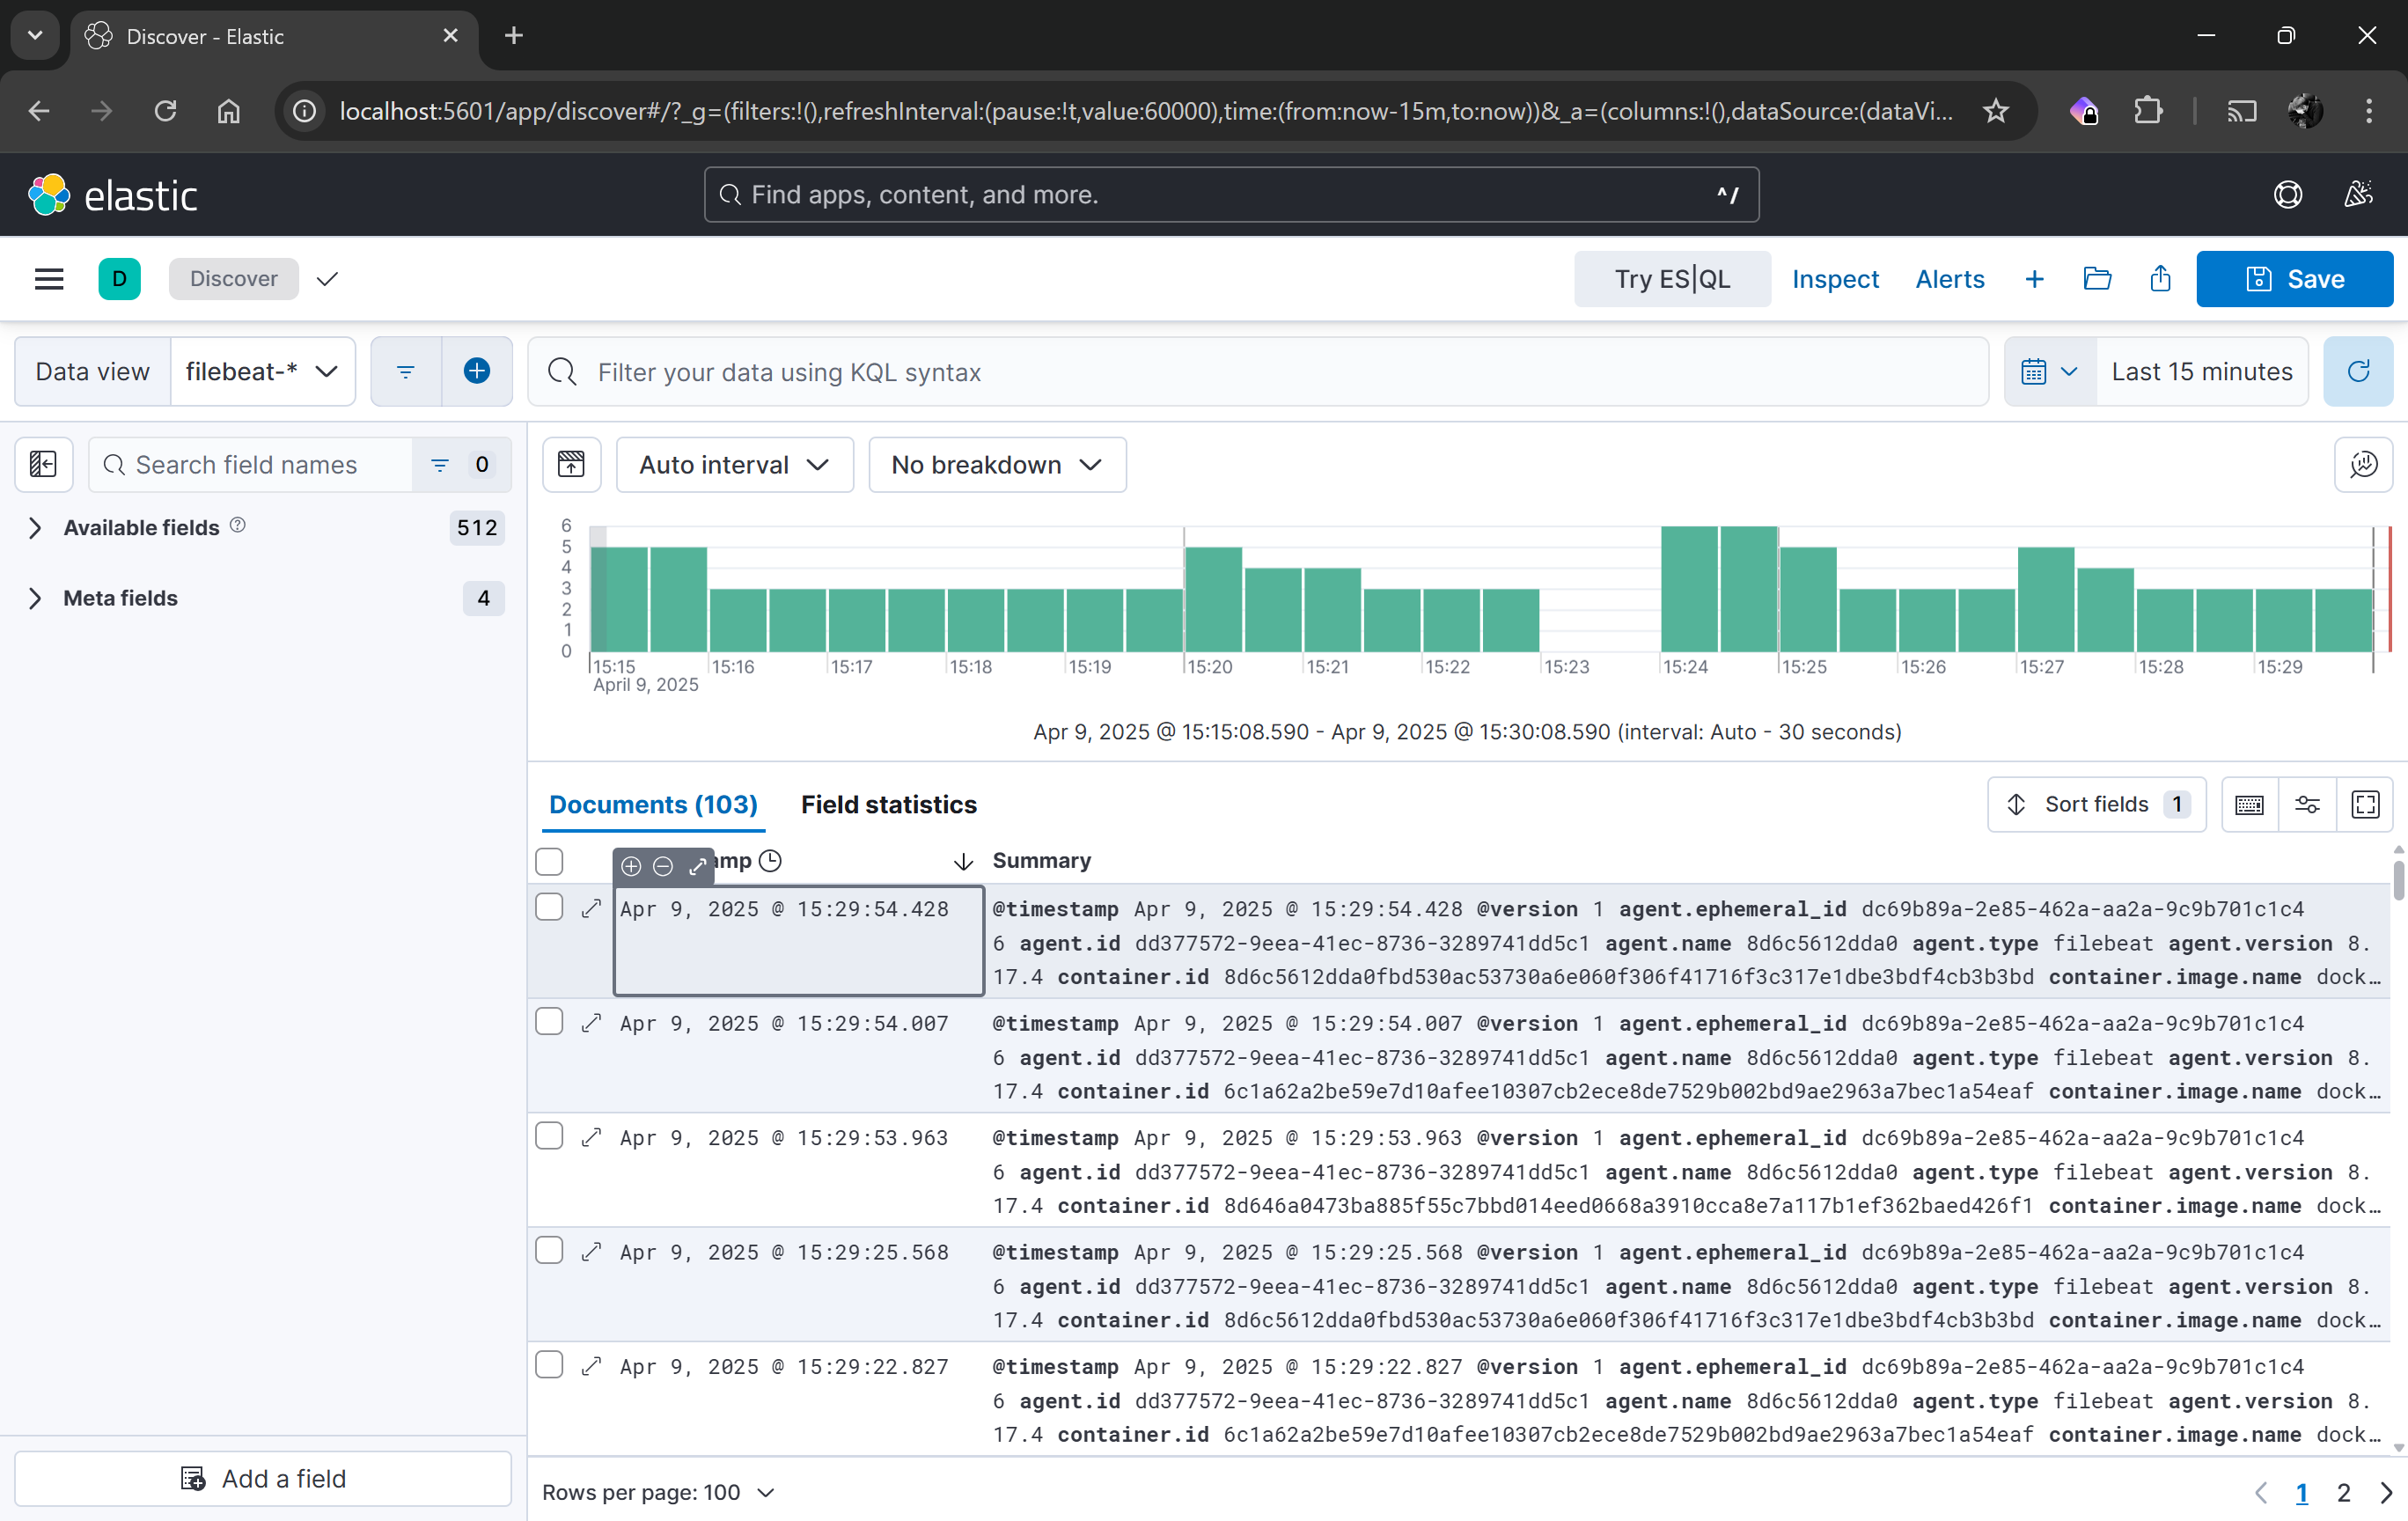 Discover - Elastic
localhost:5601/app/discover#/?_g=(filters:!(),refreshInterval:(pause:!t,value:60000),time:(from:now-15m,to:now))&_a=(columns:!(),dataSource:(dataVi...
elastic
Find apps, content, and more.
^/
D
Discover
Try ES|QL
Inspect
Alerts
Save
Data view
filebeat-*
Filter your data using KQL syntax
Last 15 minutes
Search field names
0
Auto interval
No breakdown
Available fields
512
Meta fields
4
6
5
4
3
2
1
0
15:15
15:16
15:17
15:18
15:19
15:20
15:21
15:22
15:23
15:24
15:25
15:26
15:27
15:28
15:29
April 9, 2025
Apr 9, 2025 @ 15:15:08.590 - Apr 9, 2025 @ 15:30:08.590 (interval: Auto - 30 seconds)
Documents (103)
Field statistics
Sort fields 1
amp
Summary
Apr 9, 2025 @ 15:29:54.428
@timestamp Apr 9, 2025 @ 15:29:54.428 @version 1 agent.ephemeral_id dc69b89a-2e85-462a-aa2a-9c9b701c1c4
6 agent.id dd377572-9eea-41ec-8736-3289741dd5c1 agent.name 8d6c5612dda0 agent.type filebeat agent.version 8.
17.4 container.id 8d6c5612dda0fbd530ac53730a6e060f306f41716f3c317e1dbe3bdf4cb3b3bd container.image.name dock...
Apr 9, 2025 @ 15:29:54.007
@timestamp Apr 9, 2025 @ 15:29:54.007 @version 1 agent.ephemeral_id dc69b89a-2e85-462a-aa2a-9c9b701c1c4
6 agent.id dd377572-9eea-41ec-8736-3289741dd5c1 agent.name 8d6c5612dda0 agent.type filebeat agent.version 8.
17.4 container.id 6c1a62a2be59e7d10afee10307cb2ece8de7529b002bd9ae2963a7bec1a54eaf container.image.name dock...
Apr 9, 2025 @ 15:29:53.963
@timestamp Apr 9, 2025 @ 15:29:53.963 @version 1 agent.ephemeral_id dc69b89a-2e85-462a-aa2a-9c9b701c1c4
6 agent.id dd377572-9eea-41ec-8736-3289741dd5c1 agent.name 8d6c5612dda0 agent.type filebeat agent.version 8.
17.4 container.id 8d646a0473ba885f55c7bbd014eed0668a3910cca8e7a117b1ef362baed426f1 container.image.name dock...
Apr 9, 2025 @ 15:29:25.568
@timestamp Apr 9, 2025 @ 15:29:25.568 @version 1 agent.ephemeral_id dc69b89a-2e85-462a-aa2a-9c9b701c1c4
6 agent.id dd377572-9eea-41ec-8736-3289741dd5c1 agent.name 8d6c5612dda0 agent.type filebeat agent.version 8.
17.4 container.id 8d6c5612dda0fbd530ac53730a6e060f306f41716f3c317e1dbe3bdf4cb3b3bd container.image.name dock...
Apr 9, 2025 @ 15:29:22.827
@timestamp Apr 9, 2025 @ 15:29:22.827 @version 1 agent.ephemeral_id dc69b89a-2e85-462a-aa2a-9c9b701c1c4
6 agent.id dd377572-9eea-41ec-8736-3289741dd5c1 agent.name 8d6c5612dda0 agent.type filebeat agent.version 8.
17.4 container.id 6c1a62a2be59e7d10afee10307cb2ece8de7529b002bd9ae2963a7bec1a54eaf container.image.name dock...
Add a field
Rows per page: 100
1
2